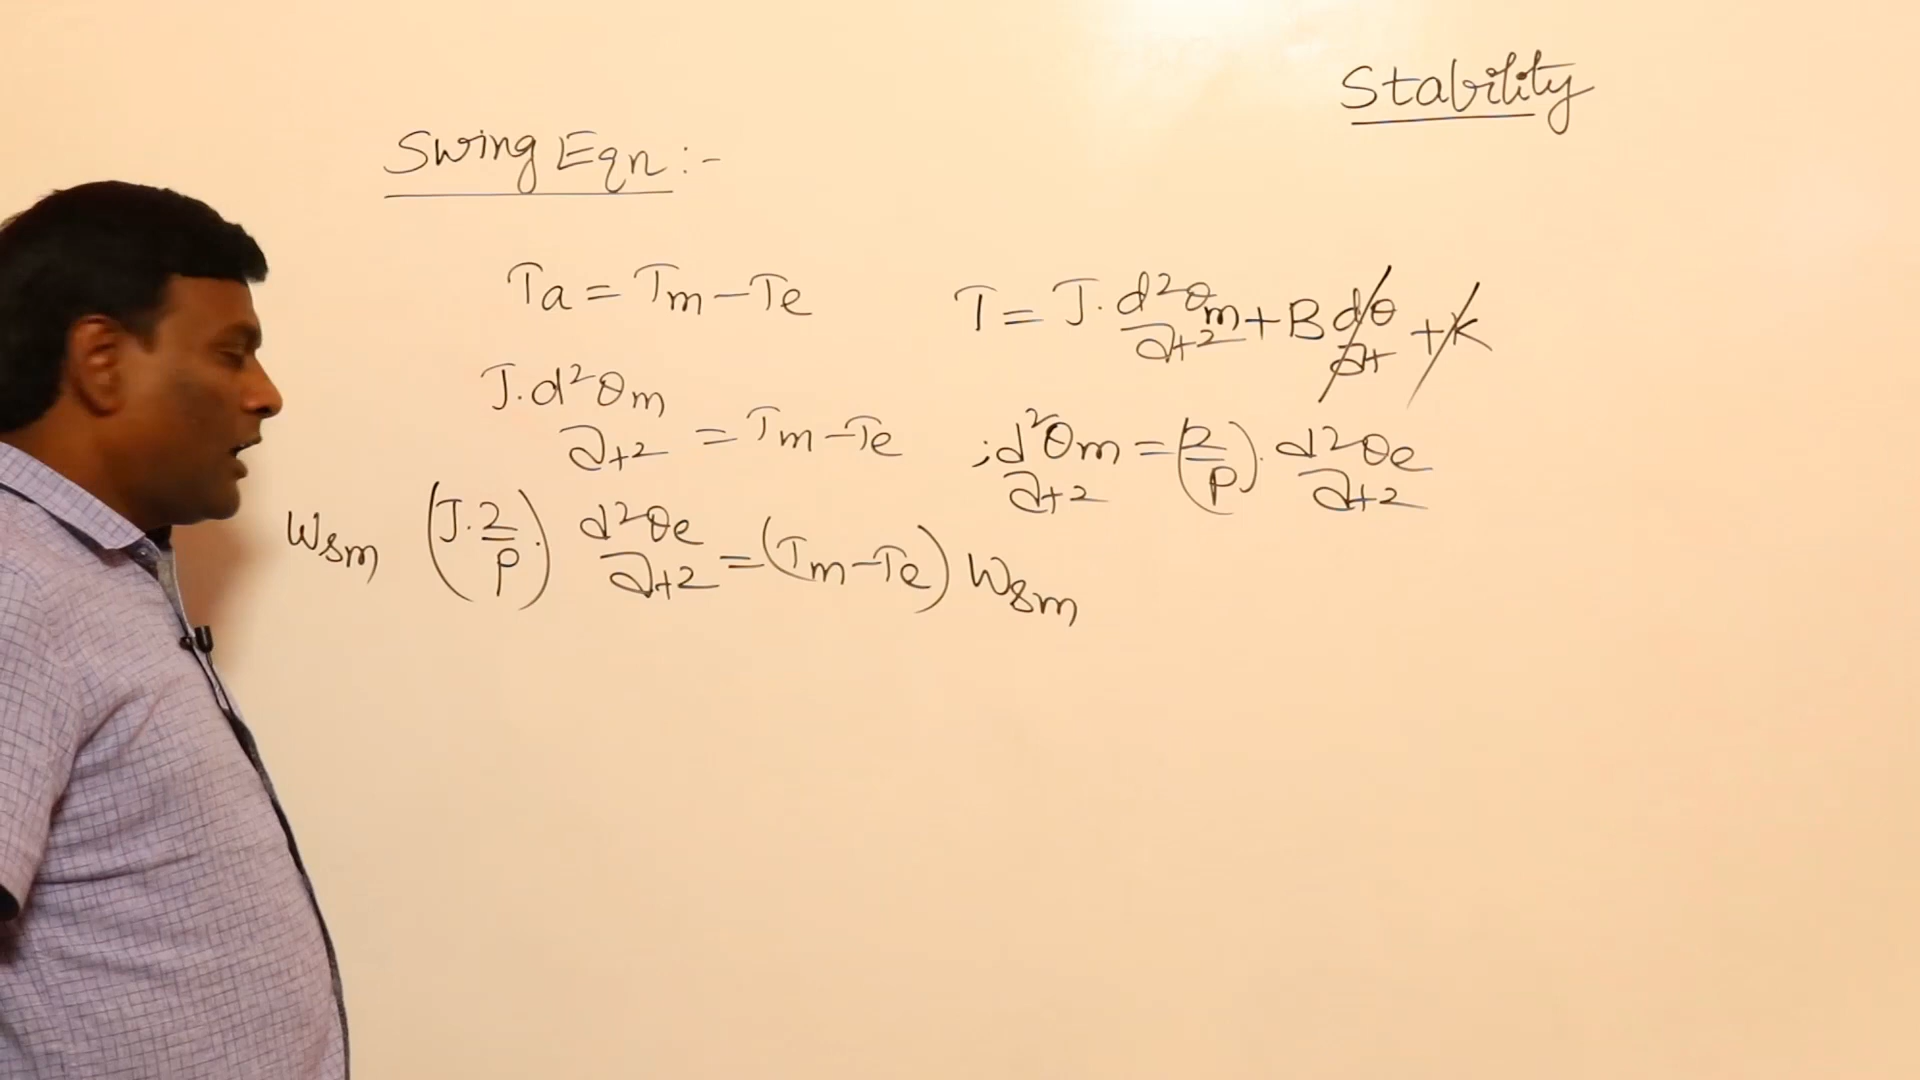 Stability
Swing Eqn :-
Ta = Tm - Te
T = J. d²θm/dt² + B dθ/dt + K
J. d²θm/dt² = Tm - Te
; d²θm/dt² = (2/P). d²θe/dt²
Wsm (J. 2/P). d²θe/dt² = (Tm - Te) Wsm